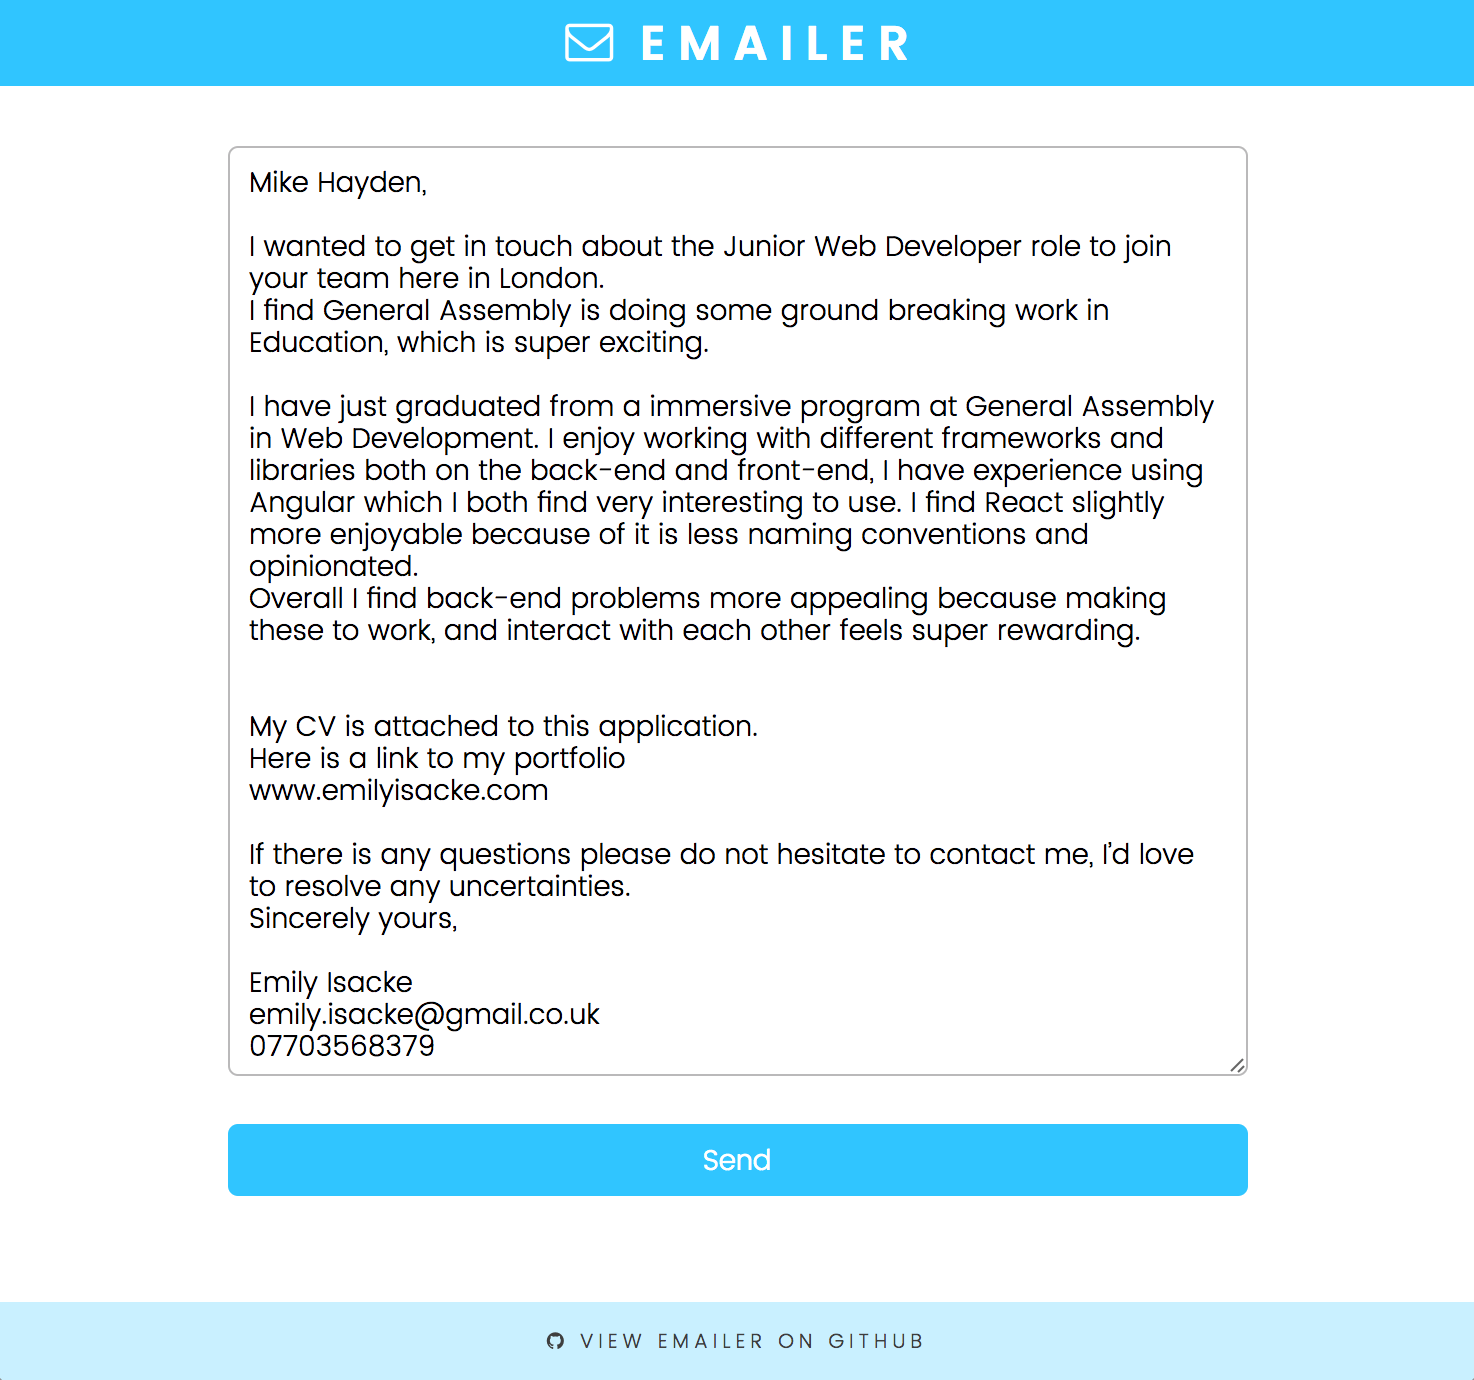 EMAILER
Mike Hayden,
I wanted to get in touch about the Junior Web Developer role to join
your team here in London.
I find General Assembly is doing some ground breaking work in
Education, which is super exciting.
I have just graduated from a immersive program at General Assembly
in Web Development. I enjoy working with different frameworks and
libraries both on the back-end and front-end, I have experience using
Angular which I both find very interesting to use. I find React slightly
more enjoyable because of it is less naming conventions and
opinionated.
Overall I find back-end problems more appealing because making
these to work, and interact with each other feels super rewarding.
My CV is attached to this application.
Here is a link to my portfolio
www.emilyisacke.com
If there is any questions please do not hesitate to contact me, I'd love
to resolve any uncertainties.
Sincerely yours,
Emily Isacke
emily.isacke@gmail.co.uk
07703568379
Send
VIEW EMAILER ON GITHUB